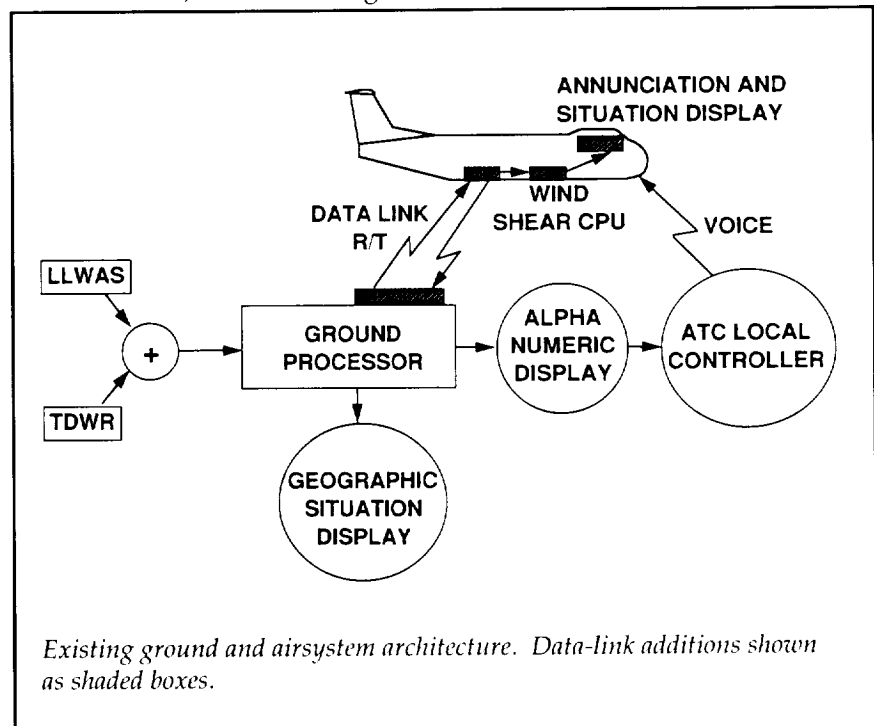 ANNUNCIATION AND
SITUATION DISPLAY
WIND
SHEAR CPU
DATA LINK
R/T
VOICE
LLWAS
TDWR
+
GROUND
PROCESSOR
ALPHA
NUMERIC
DISPLAY
ATC LOCAL
CONTROLLER
GEOGRAPHIC
SITUATION
DISPLAY
Existing ground and airsystem architecture. Data-link additions shown
as shaded boxes.